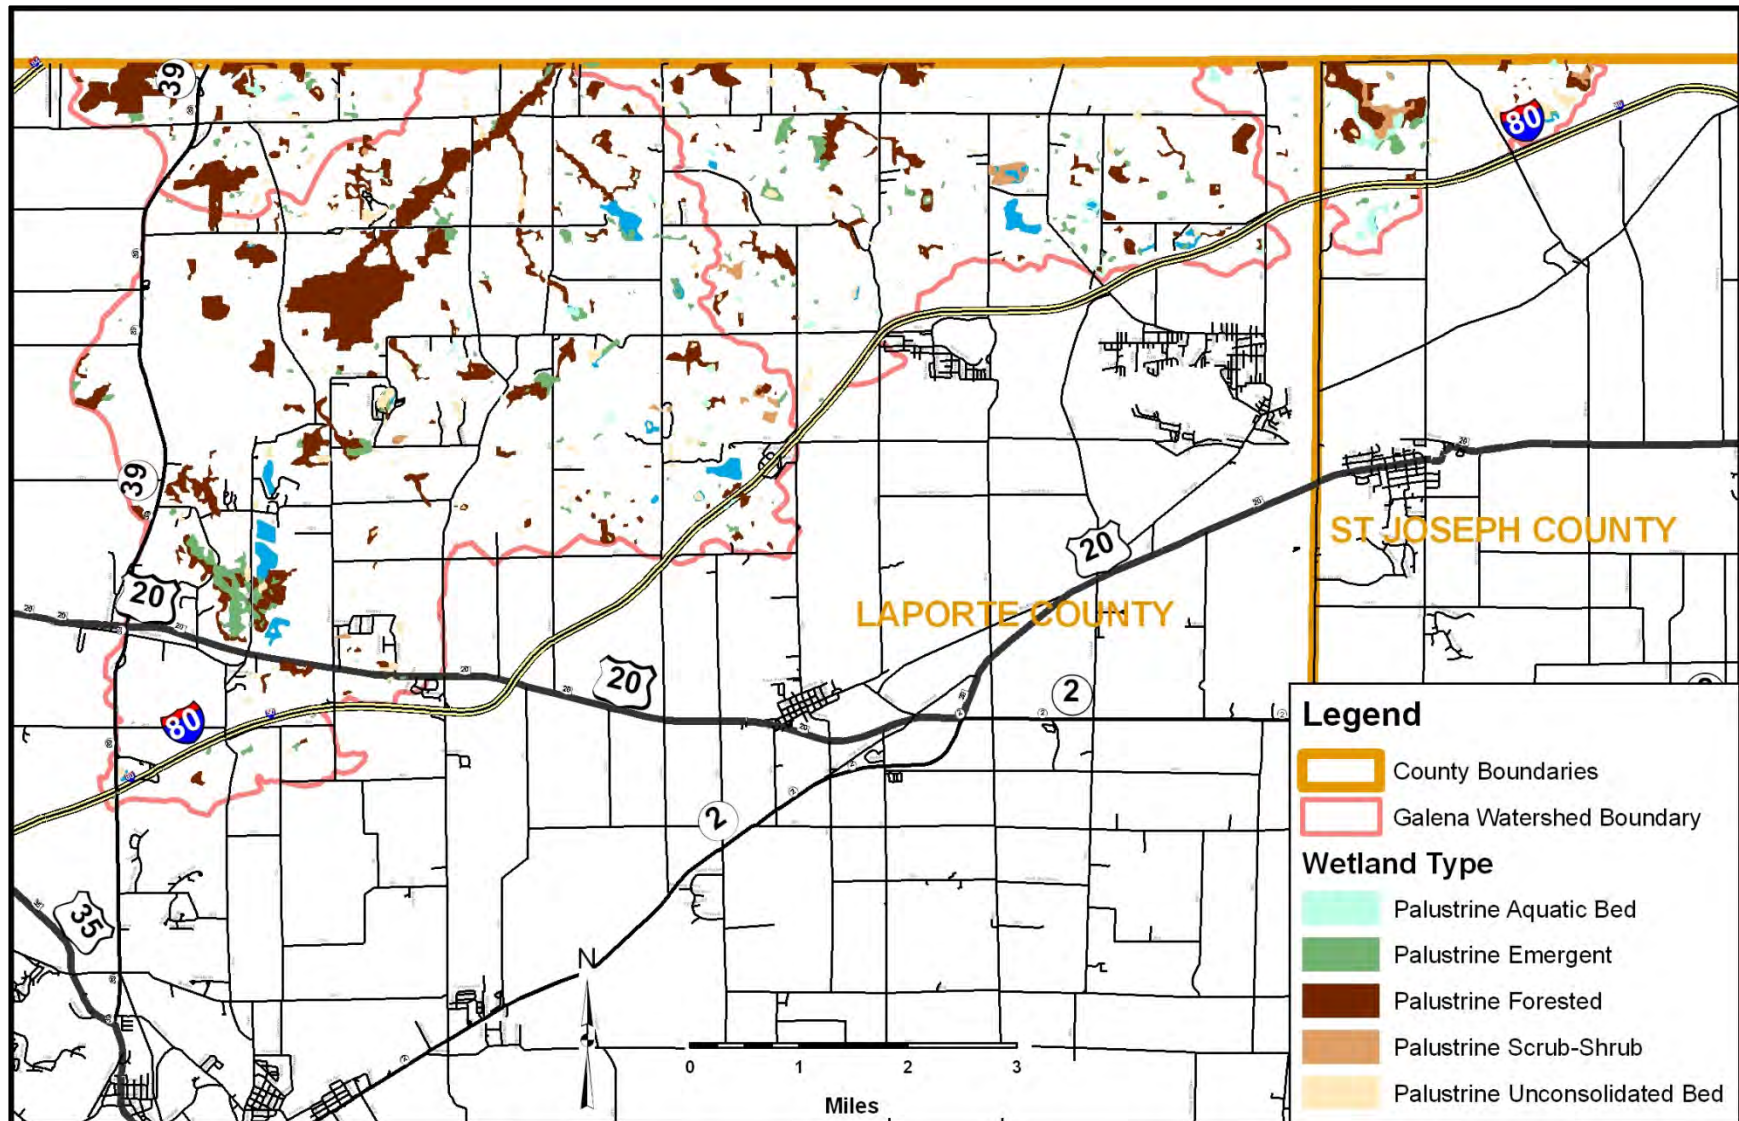 39
80
39
20
ST JOSEPH COUNTY
20
LAPORTE COUNTY
20
2
80
2
35
N
0 1 2 3
Miles
Legend
County Boundaries
Galena Watershed Boundary
Wetland Type
Palustrine Aquatic Bed
Palustrine Emergent
Palustrine Forested
Palustrine Scrub-Shrub
Palustrine Unconsolidated Bed